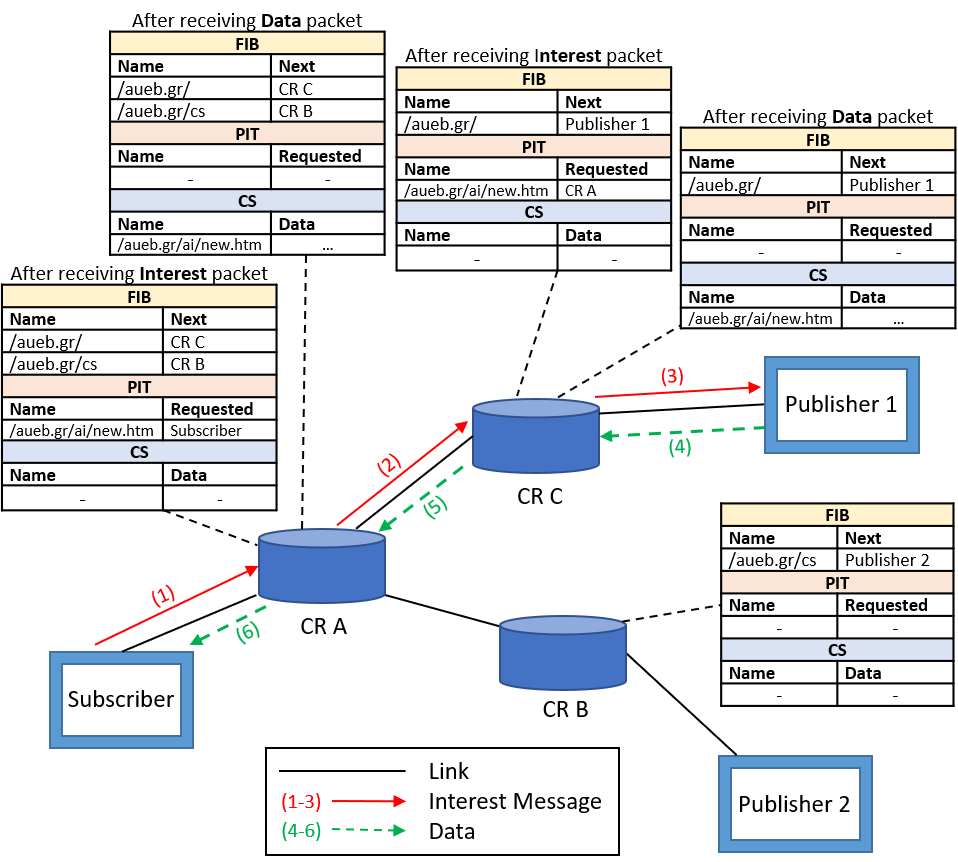 After receiving Data packet
FIB
Name Next
/aueb.gr/ CR C
/aueb.gr/cs CR B
PIT
Name Requested
- -
CS
Name Data
/aueb.gr/ai/new.htm ...
After receiving Interest packet
FIB
Name Next
/aueb.gr/ Publisher 1
PIT
Name Requested
/aueb.gr/ai/new.htm CR A
CS
Name Data
- -
After receiving Data packet
FIB
Name Next
/aueb.gr/ Publisher 1
PIT
Name Requested
- -
CS
Name Data
/aueb.gr/ai/new.htm ...
After receiving Interest packet
FIB
Name Next
/aueb.gr/ CR C
/aueb.gr/cs CR B
PIT
Name Requested
/aueb.gr/ai/new.htm Subscriber
CS
Name Data
- -
(3)
Publisher 1
(4)
(2)
(5)
CR C
FIB
Name Next
/aueb.gr/cs Publisher 2
PIT
Name Requested
- -
CS
Name Data
- -
(1)
(6)
CR A
Subscriber
CR B
Publisher 2
Link
(1-3) Interest Message
(4-6) Data